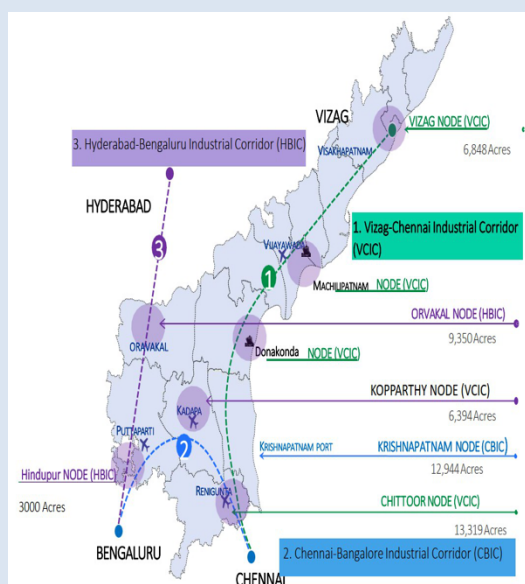 VIZAG
VIZAG NODE (VCIC)
6,848 Acres
VISAKHAPATNAM
3. Hyderabad-Bengaluru Industrial Corridor (HBIC)
HYDERABAD
3
1. Vizag-Chennai Industrial Corridor
(VCIC)
VIJAYAWADA
1
MACHILIPATNAM NODE (VCIC)
ORVAKAL NODE (HBIC)
9,350 Acres
ORAVAKAL
Donakonda NODE (VCIC)
KOPPARTHY NODE (VCIC)
6,394 Acres
KADAPA
PUTTAPARTI
2
KRISHNAPATNAM PORT
KRISHNAPATNAM NODE (CBIC)
12,944 Acres
Hindupur NODE (HBIC)
3000 Acres
RENIGUNTA
CHITTOOR NODE (VCIC)
13,319 Acres
BENGALURU
2. Chennai-Bangalore Industrial Corridor (CBIC)
CHENNAI